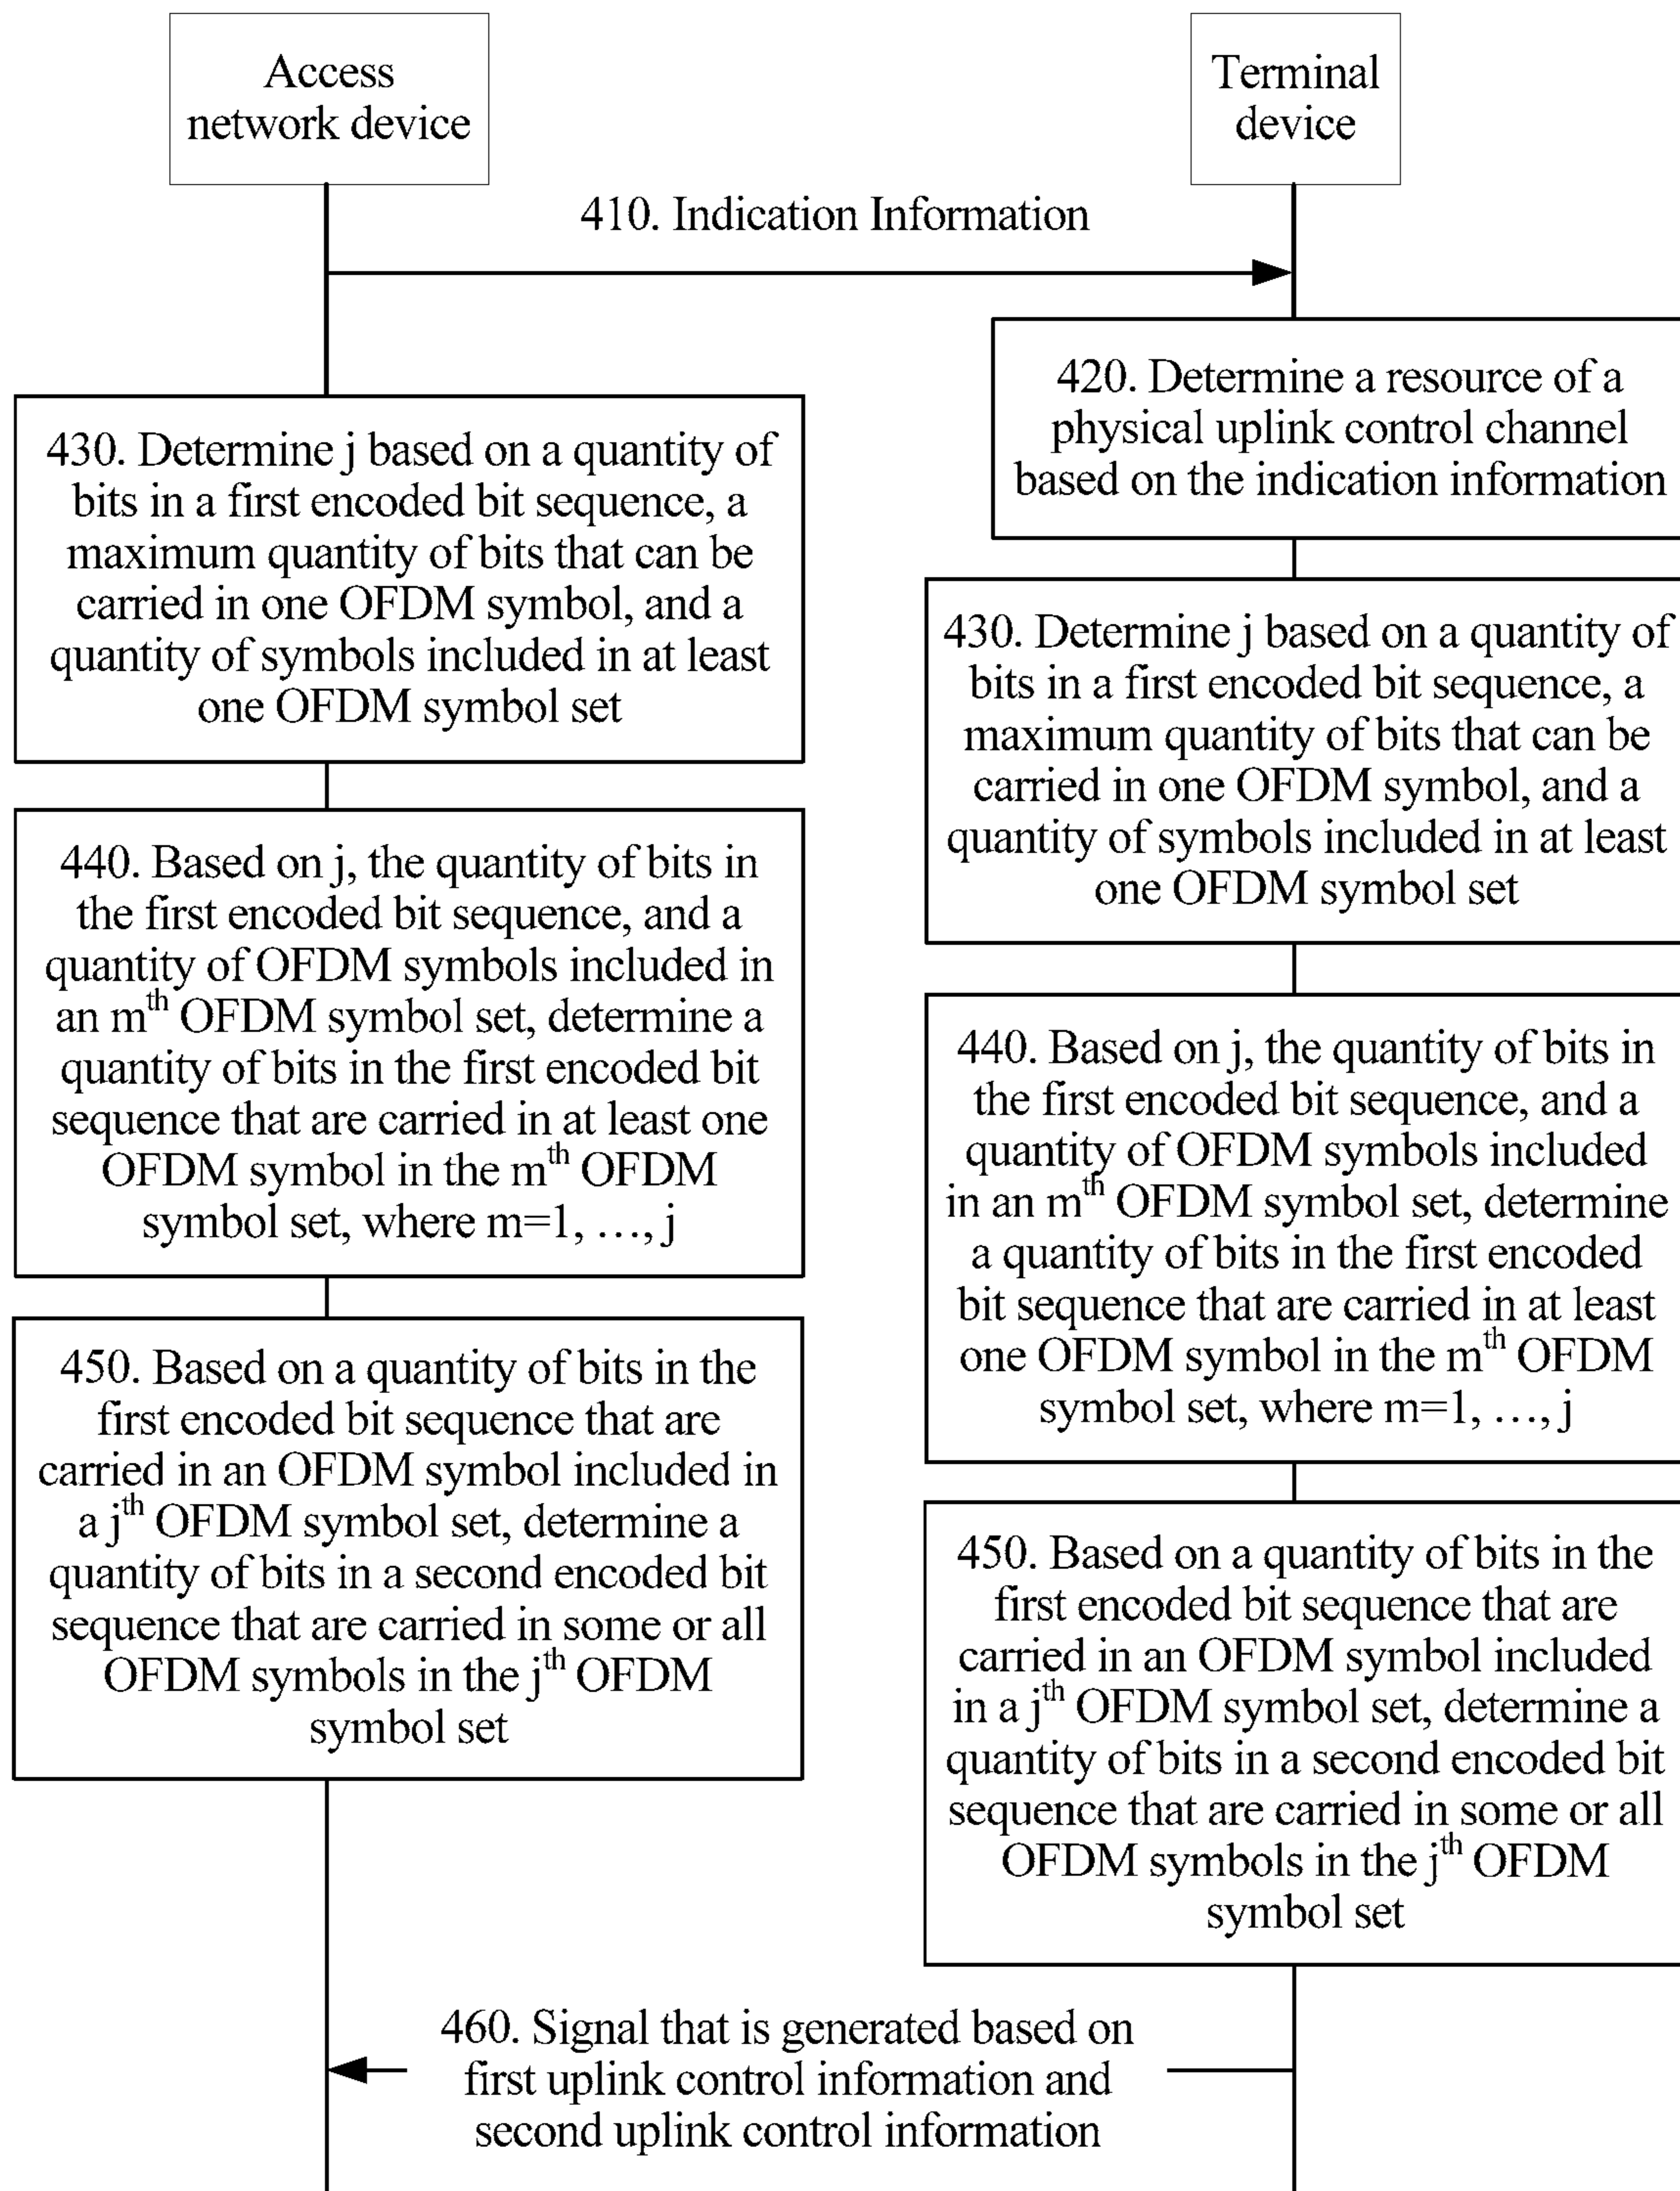 Access
network device
Terminal
device
410. Indication Information
420. Determine a resource of a
physical uplink control channel
based on the indication information
430. Determine j based on a quantity of
bits in a first encoded bit sequence, a
maximum quantity of bits that can be
carried in one OFDM symbol, and a
quantity of symbols included in at least
one OFDM symbol set
430. Determine j based on a quantity of
bits in a first encoded bit sequence, a
maximum quantity of bits that can be
carried in one OFDM symbol, and a
quantity of symbols included in at least
one OFDM symbol set
440. Based on j, the quantity of bits in
the first encoded bit sequence, and a
quantity of OFDM symbols included in
an mth OFDM symbol set, determine a
quantity of bits in the first encoded bit
sequence that are carried in at least one
OFDM symbol in the mth OFDM
symbol set, where m=1, …, j
440. Based on j, the quantity of bits in
the first encoded bit sequence, and a
quantity of OFDM symbols included
in an mth OFDM symbol set, determine
a quantity of bits in the first encoded
bit sequence that are carried in at least
one OFDM symbol in the mth OFDM
symbol set, where m=1, …, j
450. Based on a quantity of bits in the
first encoded bit sequence that are
carried in an OFDM symbol included in
a jth OFDM symbol set, determine a
quantity of bits in a second encoded bit
sequence that are carried in some or all
OFDM symbols in the jth OFDM
symbol set
450. Based on a quantity of bits in the
first encoded bit sequence that are
carried in an OFDM symbol included
in a jth OFDM symbol set, determine a
quantity of bits in a second encoded bit
sequence that are carried in some or all
OFDM symbols in the jth OFDM
symbol set
460. Signal that is generated based on
first uplink control information and
second uplink control information